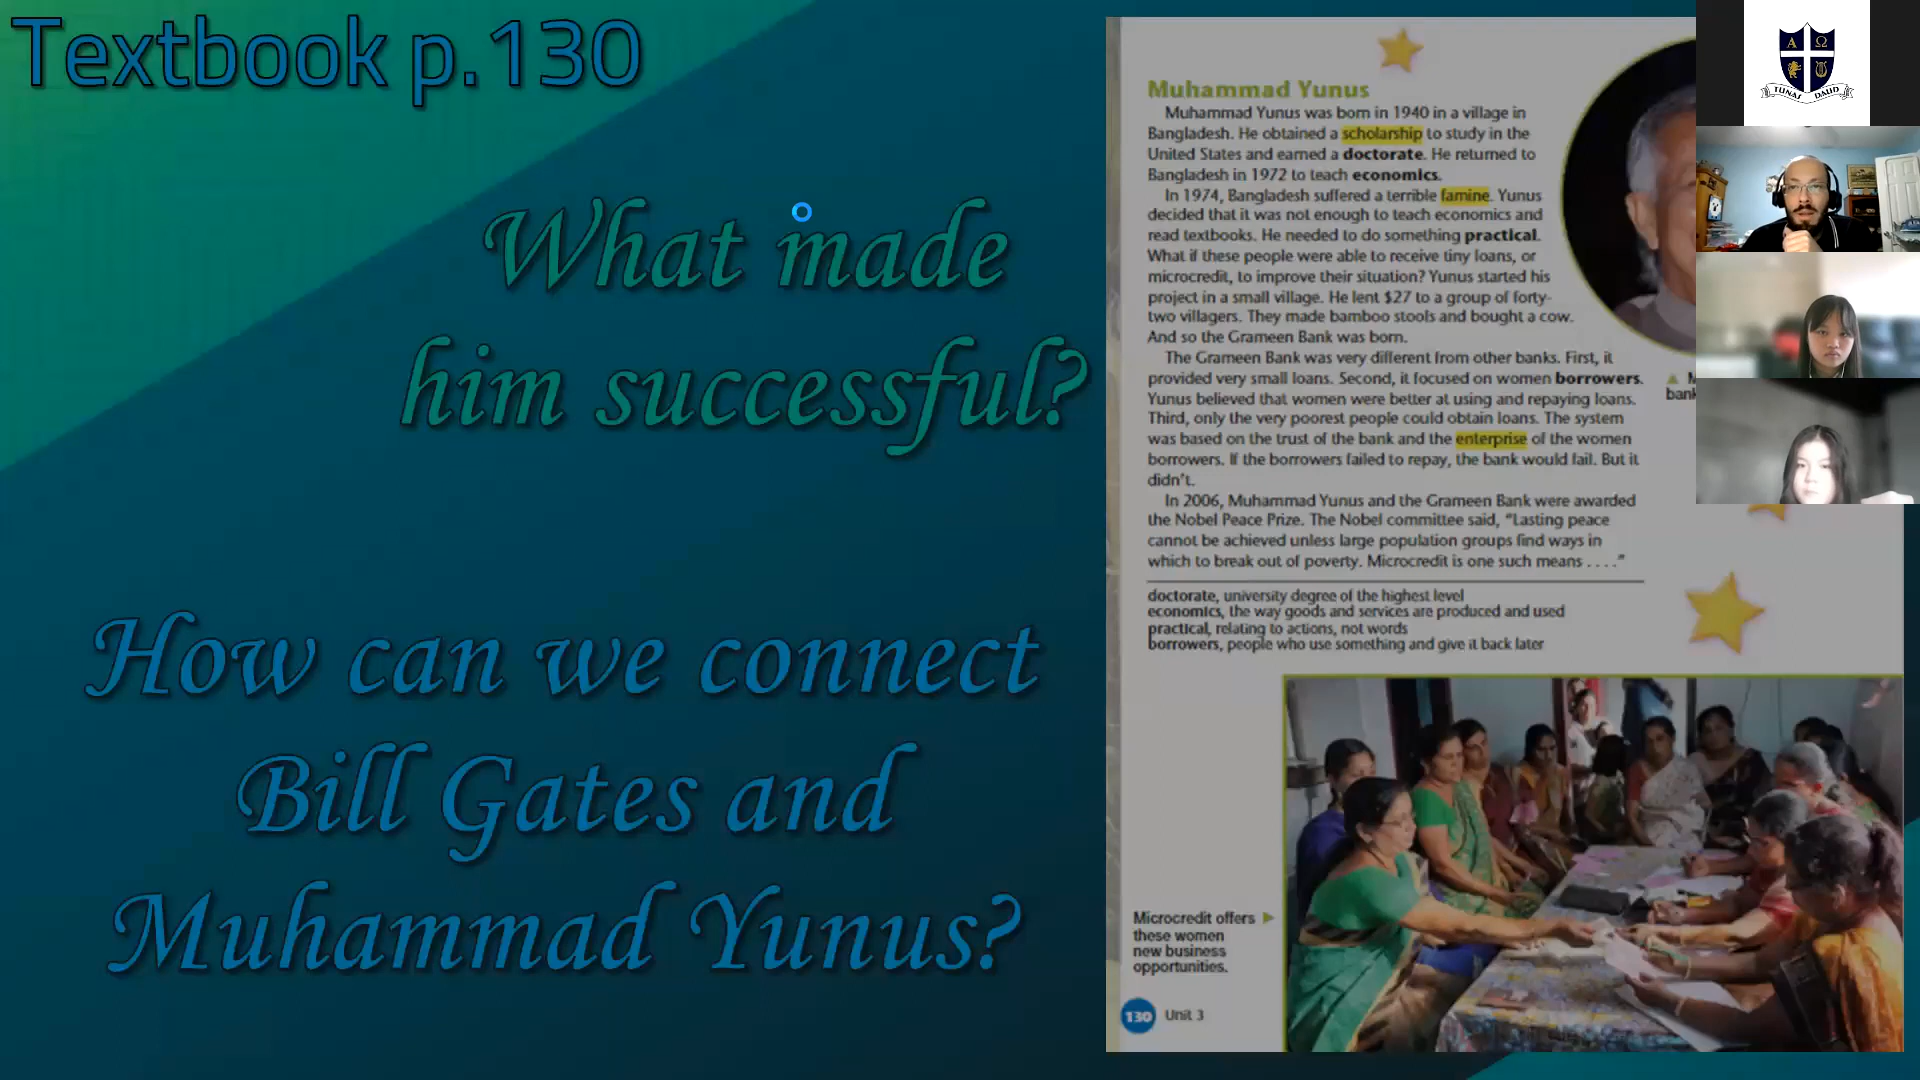 Textbook p.130
What made
him successful?
How can we connect
Bill Gates and
Muhammad Yunus?
Muhammad Yunus
Muhammad Yunus was born in 1940 in a village in
Bangladesh. He obtained a scholarship to study in the
United States and earned a doctorate. He returned to
Bangladesh in 1972 to teach economics.
In 1974, Bangladesh suffered a terrible famine. Yunus
decided that it was not enough to teach economics and
read textbooks. He needed to do something practical.
What if these people were able to receive tiny loans, or
microcredit, to improve their situation? Yunus started his
project in a small village. He lent $27 to a group of forty-
two villagers. They made bamboo stools and bought a cow.
And so the Grameen Bank was born.
The Grameen Bank was very different from other banks. First, it
provided very small loans. Second, it focused on women borrowers.
Yunus believed that women were better at using and repaying loans.
Third, only the very poorest people could obtain loans. The system
was based on the trust of the bank and the enterprise of the women
borrowers. If the borrowers failed to repay, the bank would fail. But it
didn't.
In 2006, Muhammad Yunus and the Grameen Bank were awarded
the Nobel Peace Prize. The Nobel committee said, "Lasting peace
cannot be achieved unless large population groups find ways in
which to break out of poverty. Microcredit is one such means . . . ."
doctorate, university degree of the highest level
economics, the way goods and services are produced and used
practical, relating to actions, not words
borrowers, people who use something and give it back later
Microcredit offers
these women
new business
opportunities.
130 Unit 3
bank
Α Ω
TUNAS DAUD